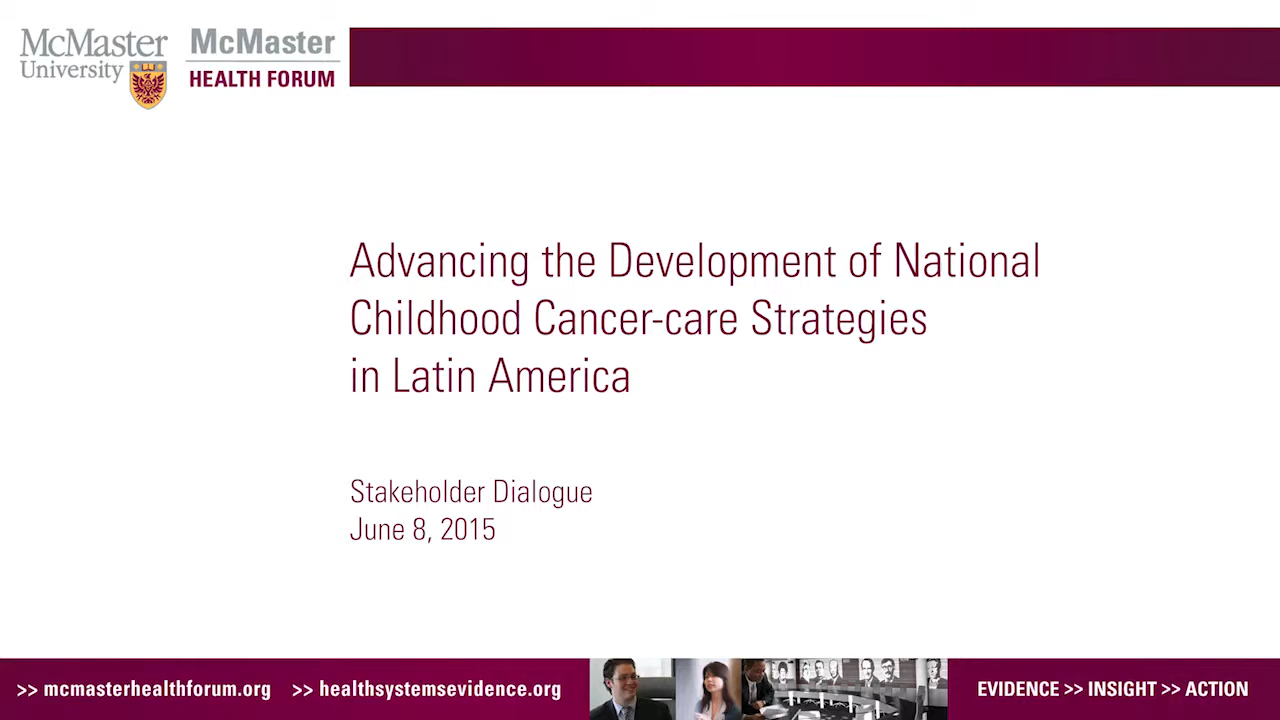 McMaster
University
McMaster
HEALTH FORUM
Advancing the Development of National
Childhood Cancer-care Strategies
in Latin America
Stakeholder Dialogue
June 8, 2015
>> mcmasterhealthforum.org >> healthsystemsevidence.org
EVIDENCE >> INSIGHT >> ACTION